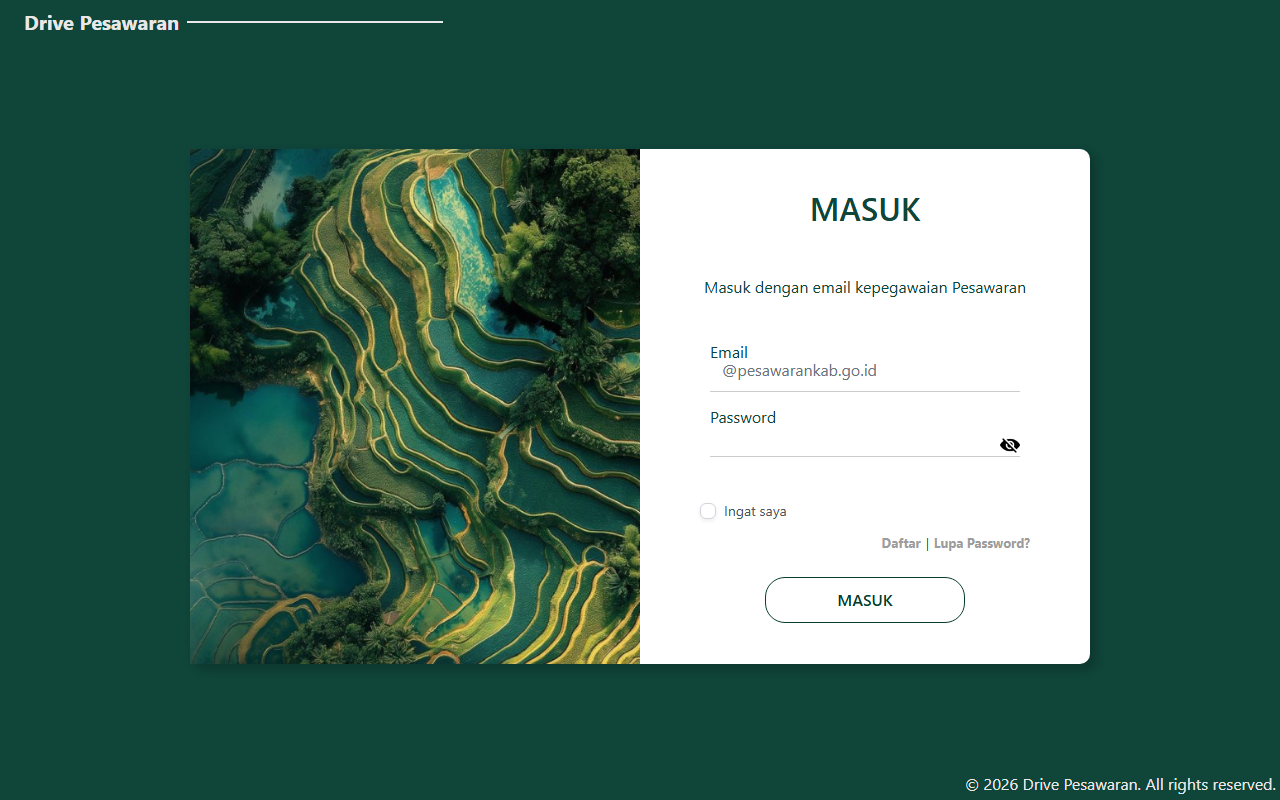 Drive Pesawaran
MASUK
Masuk dengan email kepegawaian Pesawaran
Email
@pesawarankab.go.id
Password
Ingat saya
Daftar | Lupa Password?
MASUK
© 2026 Drive Pesawaran. All rights reserved.